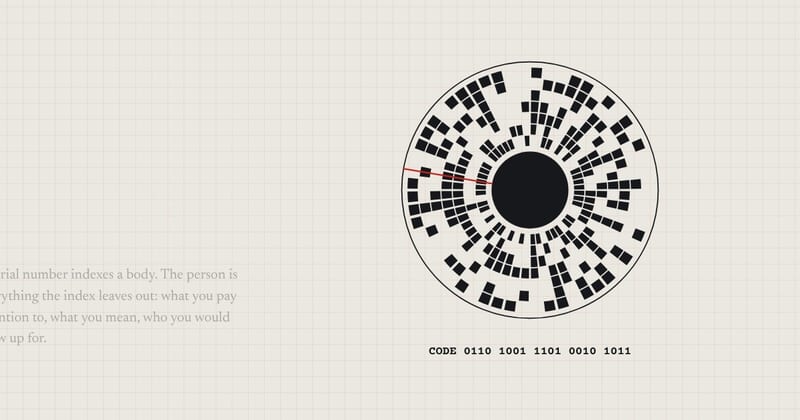 rial number indexes a body. The person is
rything the index leaves out: what you pay
ntion to, what you mean, who you would
w up for.
CODE 0110 1001 1101 0010 1011